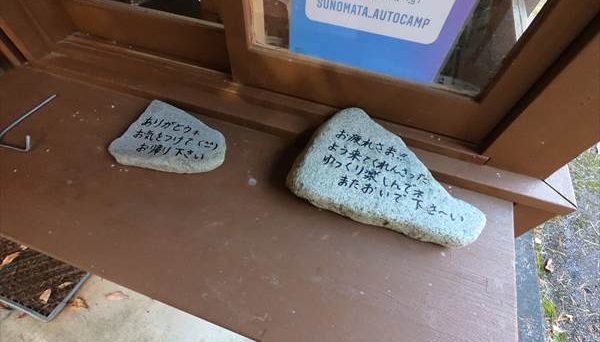 SUNOMATA_AUTOCAMP
ありがとう
お気をつけて
お帰り下さい
お疲れさま
よう来てくれんさった
ゆっくり楽しんでネ
またおいで下さ〜い